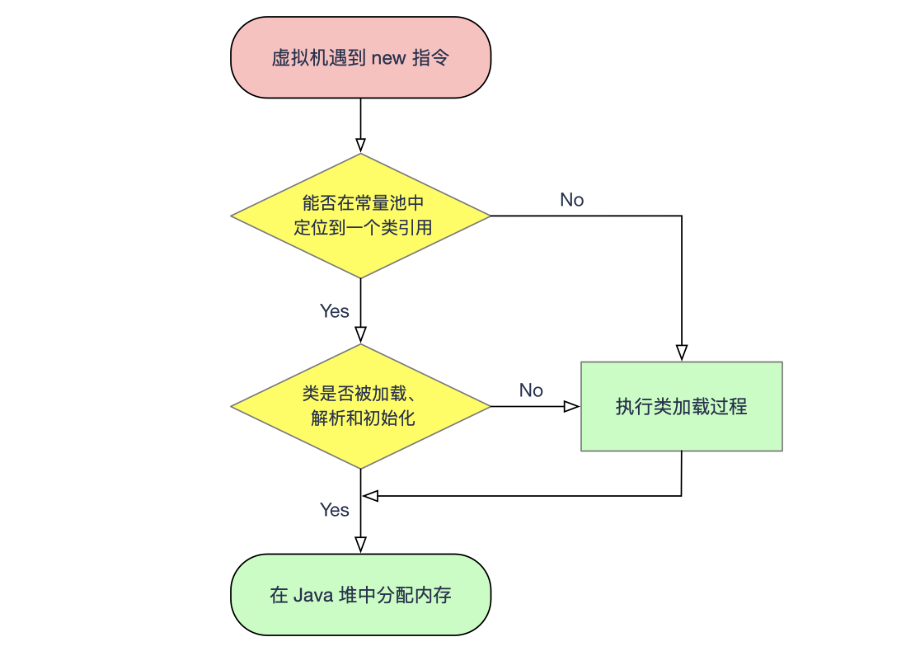 虚拟机遇到 new 指令
能否在常量池中
定位到一个类引用
No
Yes
类是否被加载、
解析和初始化
No
执行类加载过程
Yes
在 Java 堆中分配内存